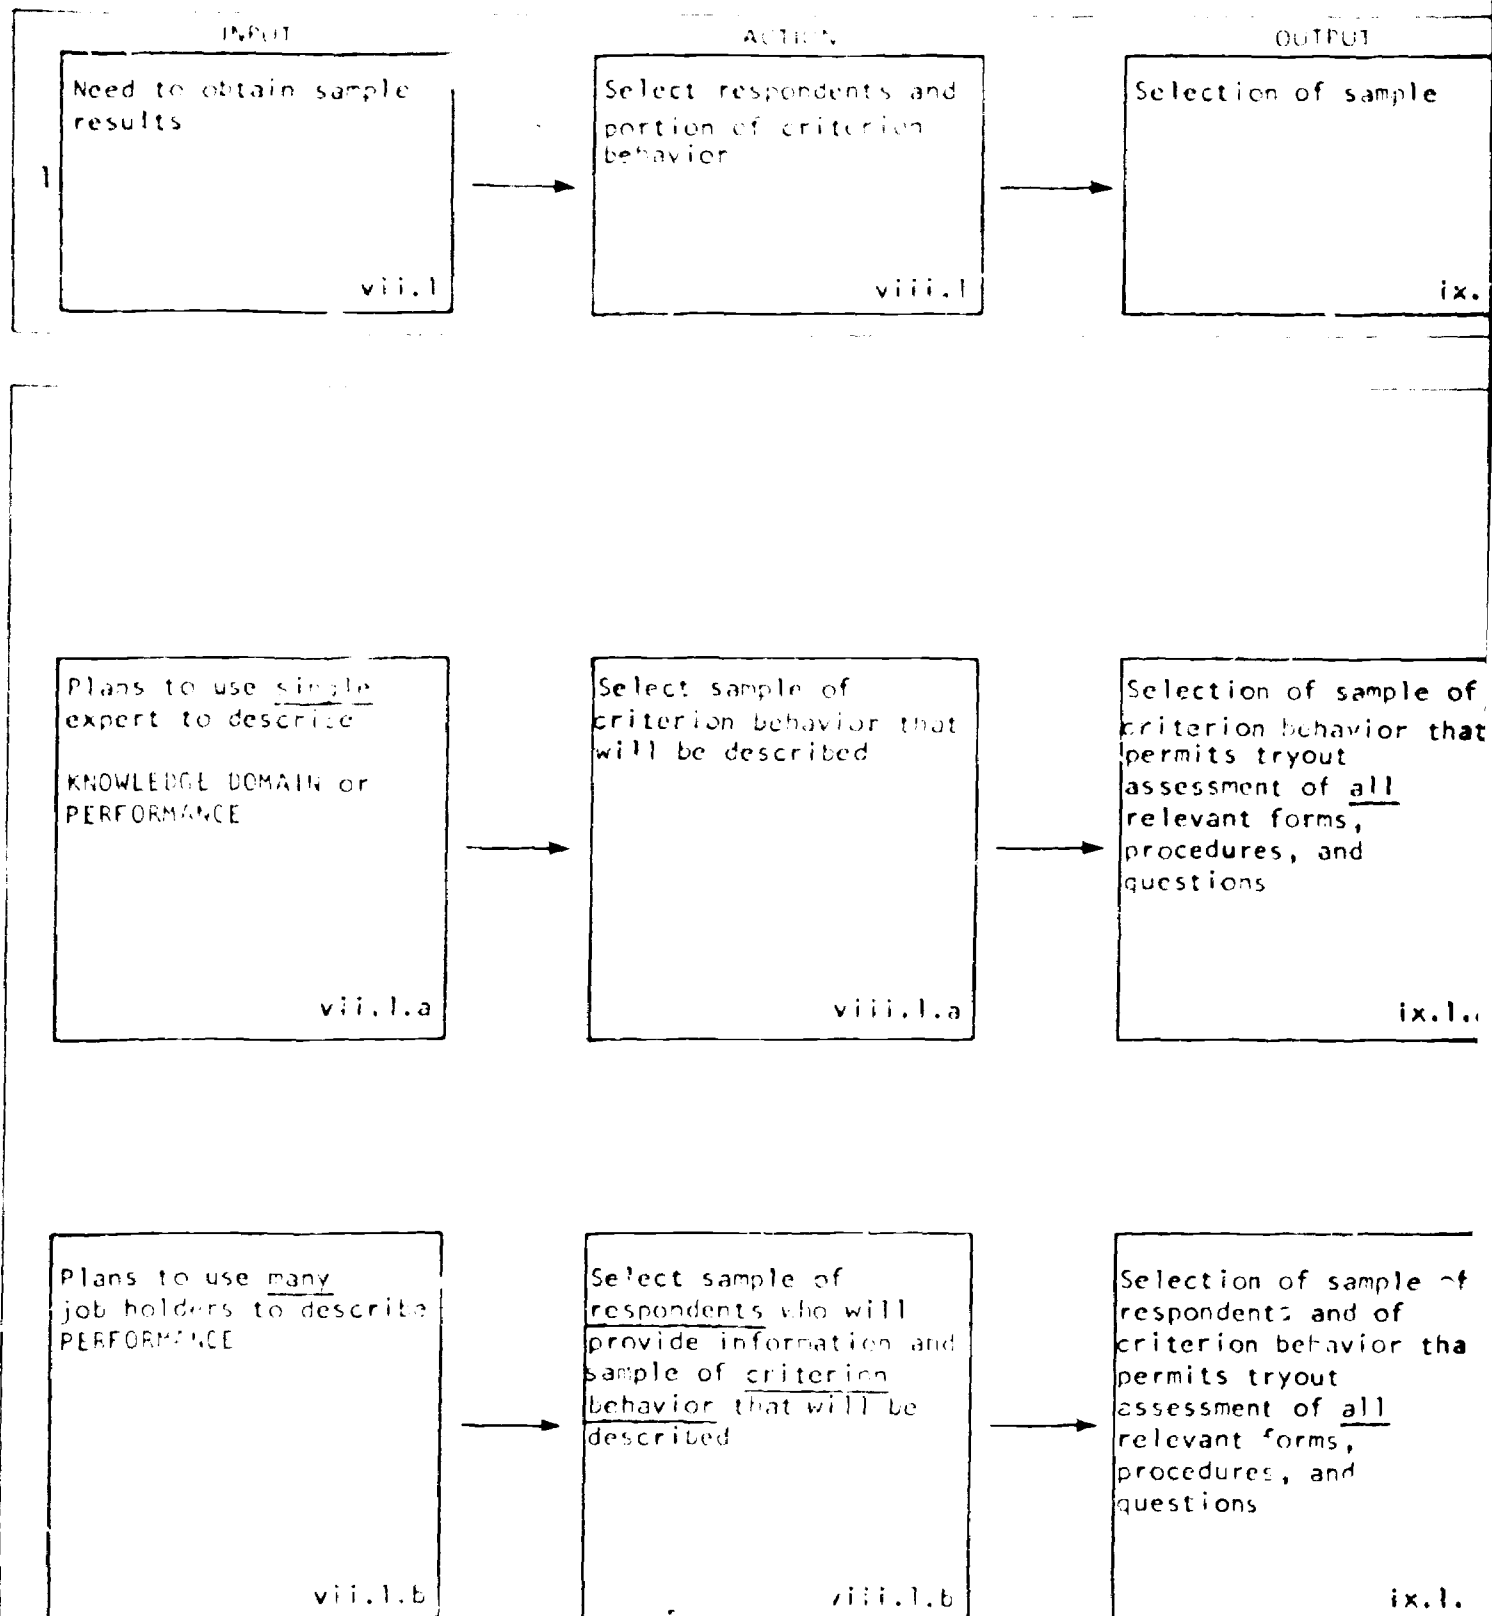 INPUT
ACTION
OUTPUT
1
Need to obtain sample
results
vii.1
Select respondents and
portion of criterion
behavior
viii.1
Selection of sample
ix.
Plans to use single
expert to describe
KNOWLEDGE DOMAIN or
PERFORMANCE
vii.1.a
Select sample of
criterion behavior that
will be described
viii.1.a
Selection of sample of
criterion behavior that
permits tryout
assessment of all
relevant forms,
procedures, and
questions
ix.1.
Plans to use many
job holders to describe
PERFORMANCE
vii.1.b
Select sample of
respondents who will
provide information and
sample of criterion
behavior that will be
described
viii.1.b
Selection of sample of
respondents and of
criterion behavior tha
permits tryout
assessment of all
relevant forms,
procedures, and
questions
ix.1.